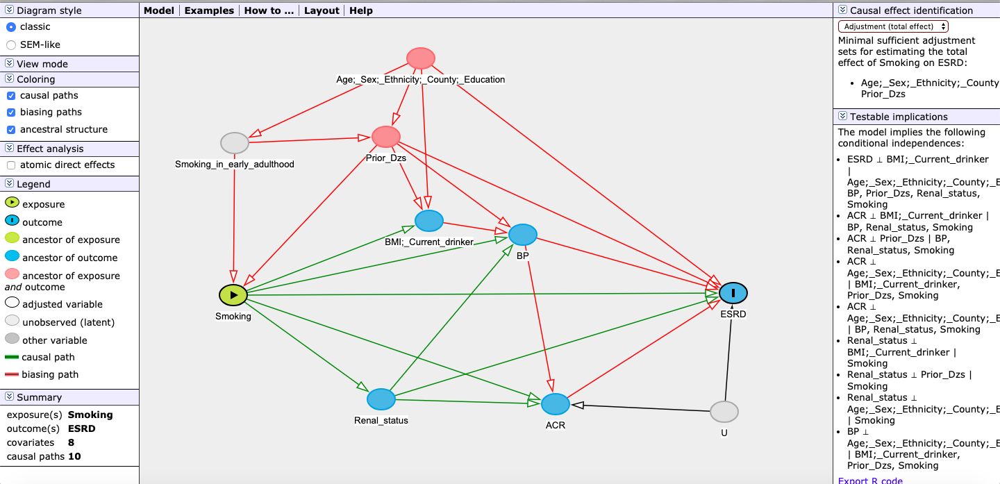 Diagram style
classic
SEM-like
View mode
Coloring
causal paths
biasing paths
ancestral structure
Effect analysis
atomic direct effects
Legend
exposure
outcome
ancestor of exposure
ancestor of outcome
ancestor of exposure
and outcome
adjusted variable
unobserved (latent)
other variable
causal path
biasing path
Summary
exposure(s) Smoking
outcome(s) ESRD
covariates 8
causal paths 10
Model | Examples | How to ... | Layout | Help
Age;_Sex;_Ethnicity;_County;_Education
Smoking_in_early_adulthood
Prior_Dzs
BMI;_Current_drinker
BP
Smoking
ESRD
Renal_status
ACR
U
Causal effect identification
Adjustment (total effect)
Minimal sufficient adjustment
sets for estimating the total
effect of Smoking on ESRD:
• Age;_Sex;_Ethnicity;_County
Prior_Dzs
Testable implications
The model implies the following
conditional independences:
• ESRD ⊥ BMI;_Current_drinker
|
Age;_Sex;_Ethnicity;_County;_E
BP, Prior_Dzs, Renal_status,
Smoking
• ACR ⊥ BMI;_Current_drinker |
BP, Renal_status, Smoking
• ACR ⊥ Prior_Dzs | BP,
Renal_status, Smoking
• ACR ⊥
Age;_Sex;_Ethnicity;_County;_E
| BMI;_Current_drinker,
Prior_Dzs, Smoking
• ACR ⊥
Age;_Sex;_Ethnicity;_County;_E
| BP, Renal_status, Smoking
• Renal_status ⊥
BMI;_Current_drinker |
Smoking
• Renal_status ⊥ Prior_Dzs |
Smoking
• Renal_status ⊥
Age;_Sex;_Ethnicity;_County;_E
| Smoking
• BP ⊥
Age;_Sex;_Ethnicity;_County;_E
| BMI;_Current_drinker,
Prior_Dzs, Smoking
Export R code